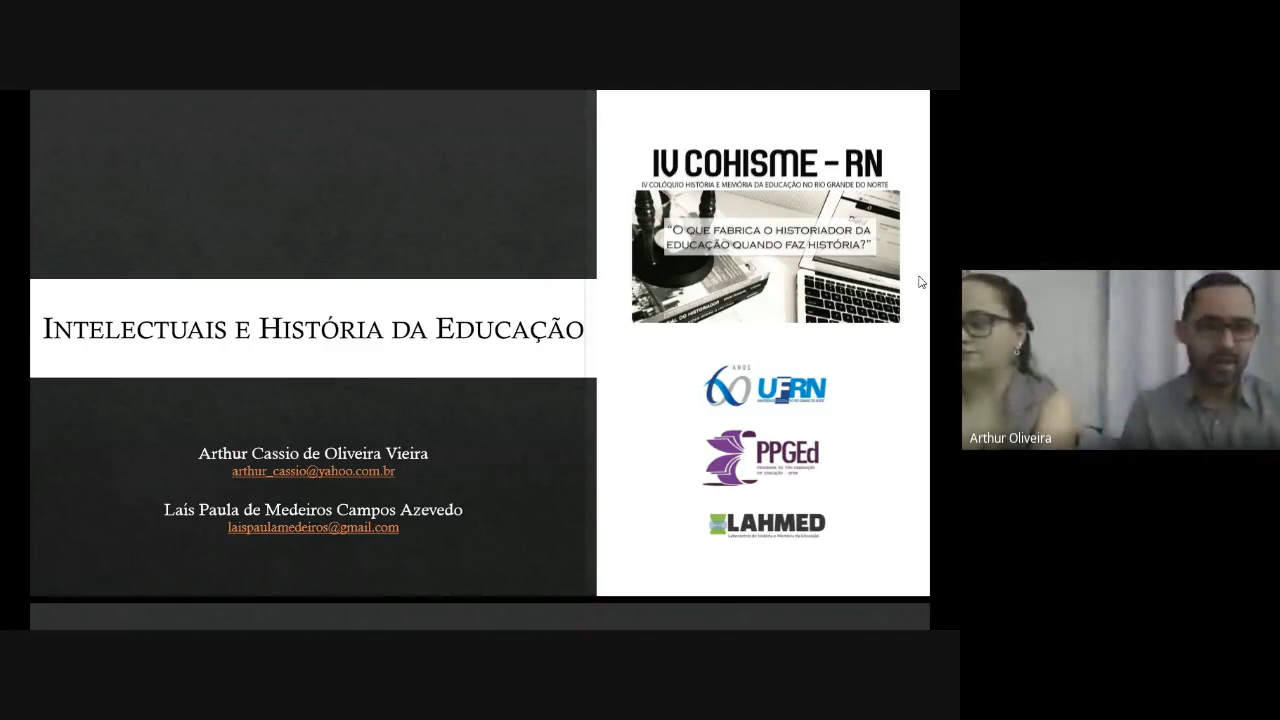 INTELECTUAIS E HISTÓRIA DA EDUCAÇÃO
Arthur Cassio de Oliveira Vieira
arthur_cassio@yahoo.com.br
Laís Paula de Medeiros Campos Azevedo
laispaulamedeiros@gmail.com
IV COHISME – RN
IV COLÓQUIO HISTÓRIA E MEMÓRIA DA EDUCAÇÃO NO RIO GRANDE DO NORTE
"O QUE FABRICA O HISTORIADOR DA
EDUCAÇÃO QUANDO FAZ HISTÓRIA?"
60 ANOS
UFRN
PPGEd
LAHMED
Laboratório de História e Memória da Educação
Arthur Oliveira